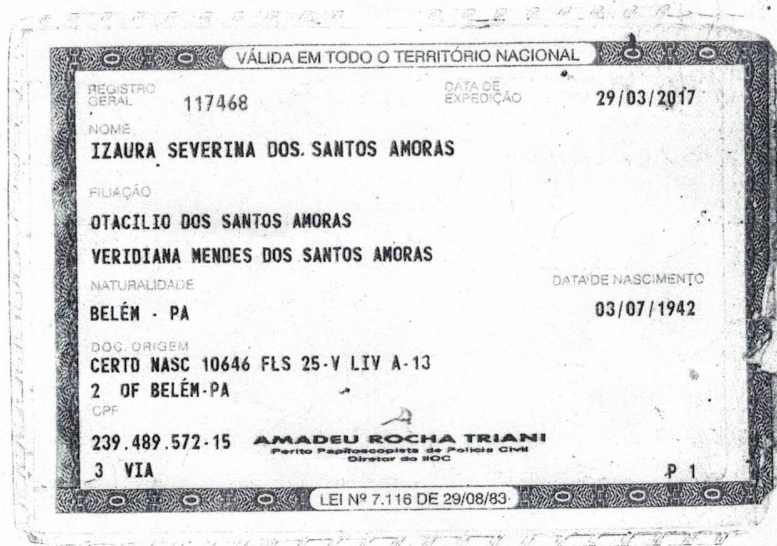 VÁLIDA EM TODO O TERRITÓRIO NACIONAL
REGISTRO GERAL 117468 DATA DE EXPEDIÇÃO 29/03/2017
NOME
IZAURA SEVERINA DOS SANTOS AMORAS
FILIAÇÃO
OTACILIO DOS SANTOS AMORAS
VERIDIANA MENDES DOS SANTOS AMORAS
NATURALIDADE DATA DE NASCIMENTO
BELÉM - PA 03/07/1942
DOC. ORIGEM
CERTD NASC 10646 FLS 25-V LIV A-13
2 OF BELÉM-PA
CPF
239.489.572-15 AMADEU ROCHA TRIANI
Perito Papiloscopista de Polícia Civil
Diretor do IIOC
3 VIA P 1
LEI Nº 7.116 DE 29/08/83